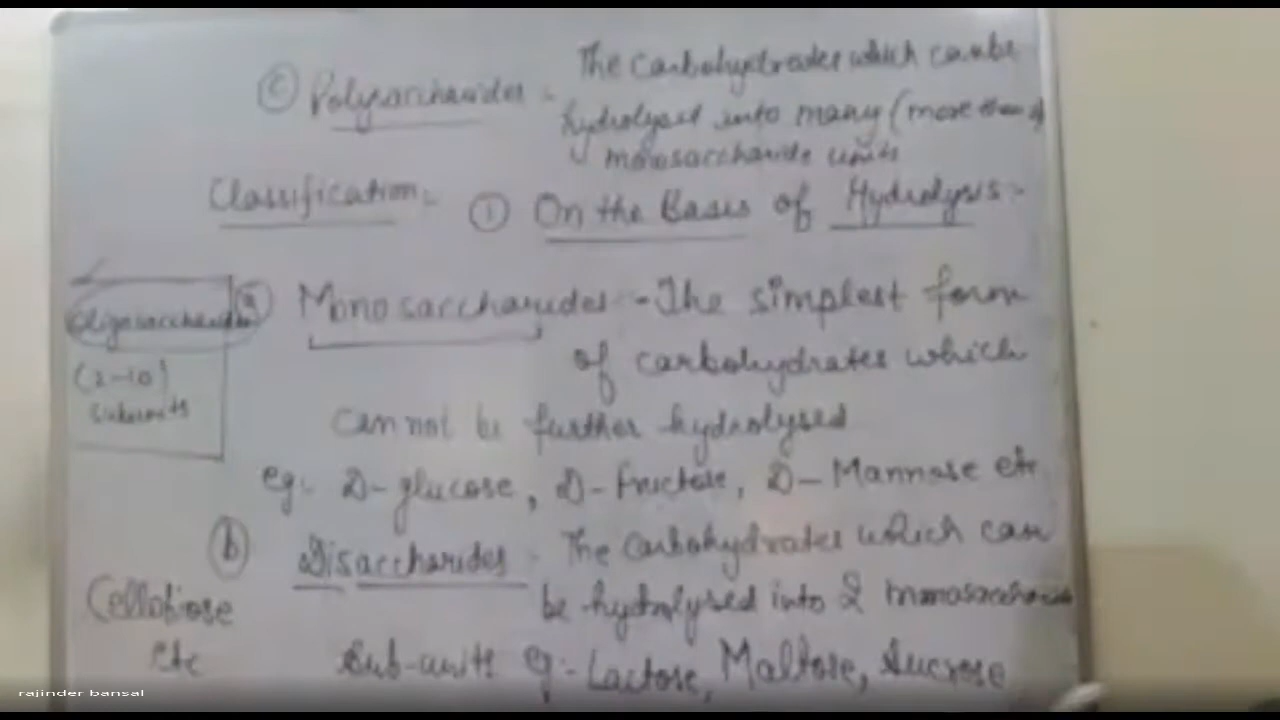 ⓒ Polysaccharides - The carbohydrates which can be
hydrolysed into many (more than
monosaccharide units
Classification:- ① On the Basis of Hydrolysis:-
ⓐ Monosaccharides - The simplest form
of carbohydrates which
cannot be further hydrolysed
eg:- D-glucose, D-fructose, D-Mannose etc
Oligosaccharides
(2-10)
subunits
ⓑ Disaccharides - The Carbohydrates which can
be hydrolysed into 2 monosaccharide
Sub-units eg:- Lactose, Maltose, Sucrose
Cellobiose
etc
rajinder bansal